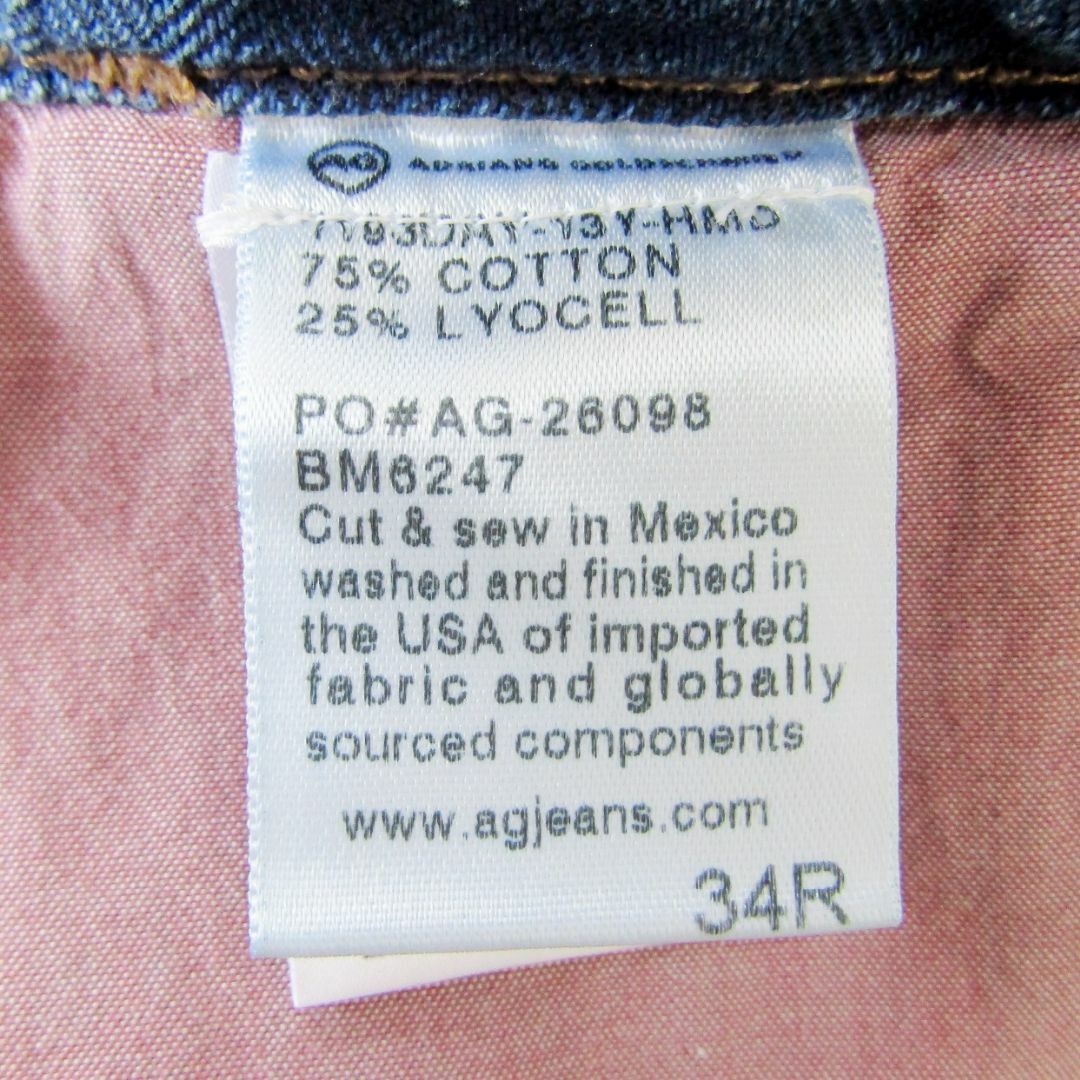 AG ADRIANO GOLDSCHMIED
75% COTTON
25% LYOCELL
PO#AG-26098
BM6247
Cut & sew in Mexico
washed and finished in
the USA of imported
fabric and globally
sourced components
www.agjeans.com
34R